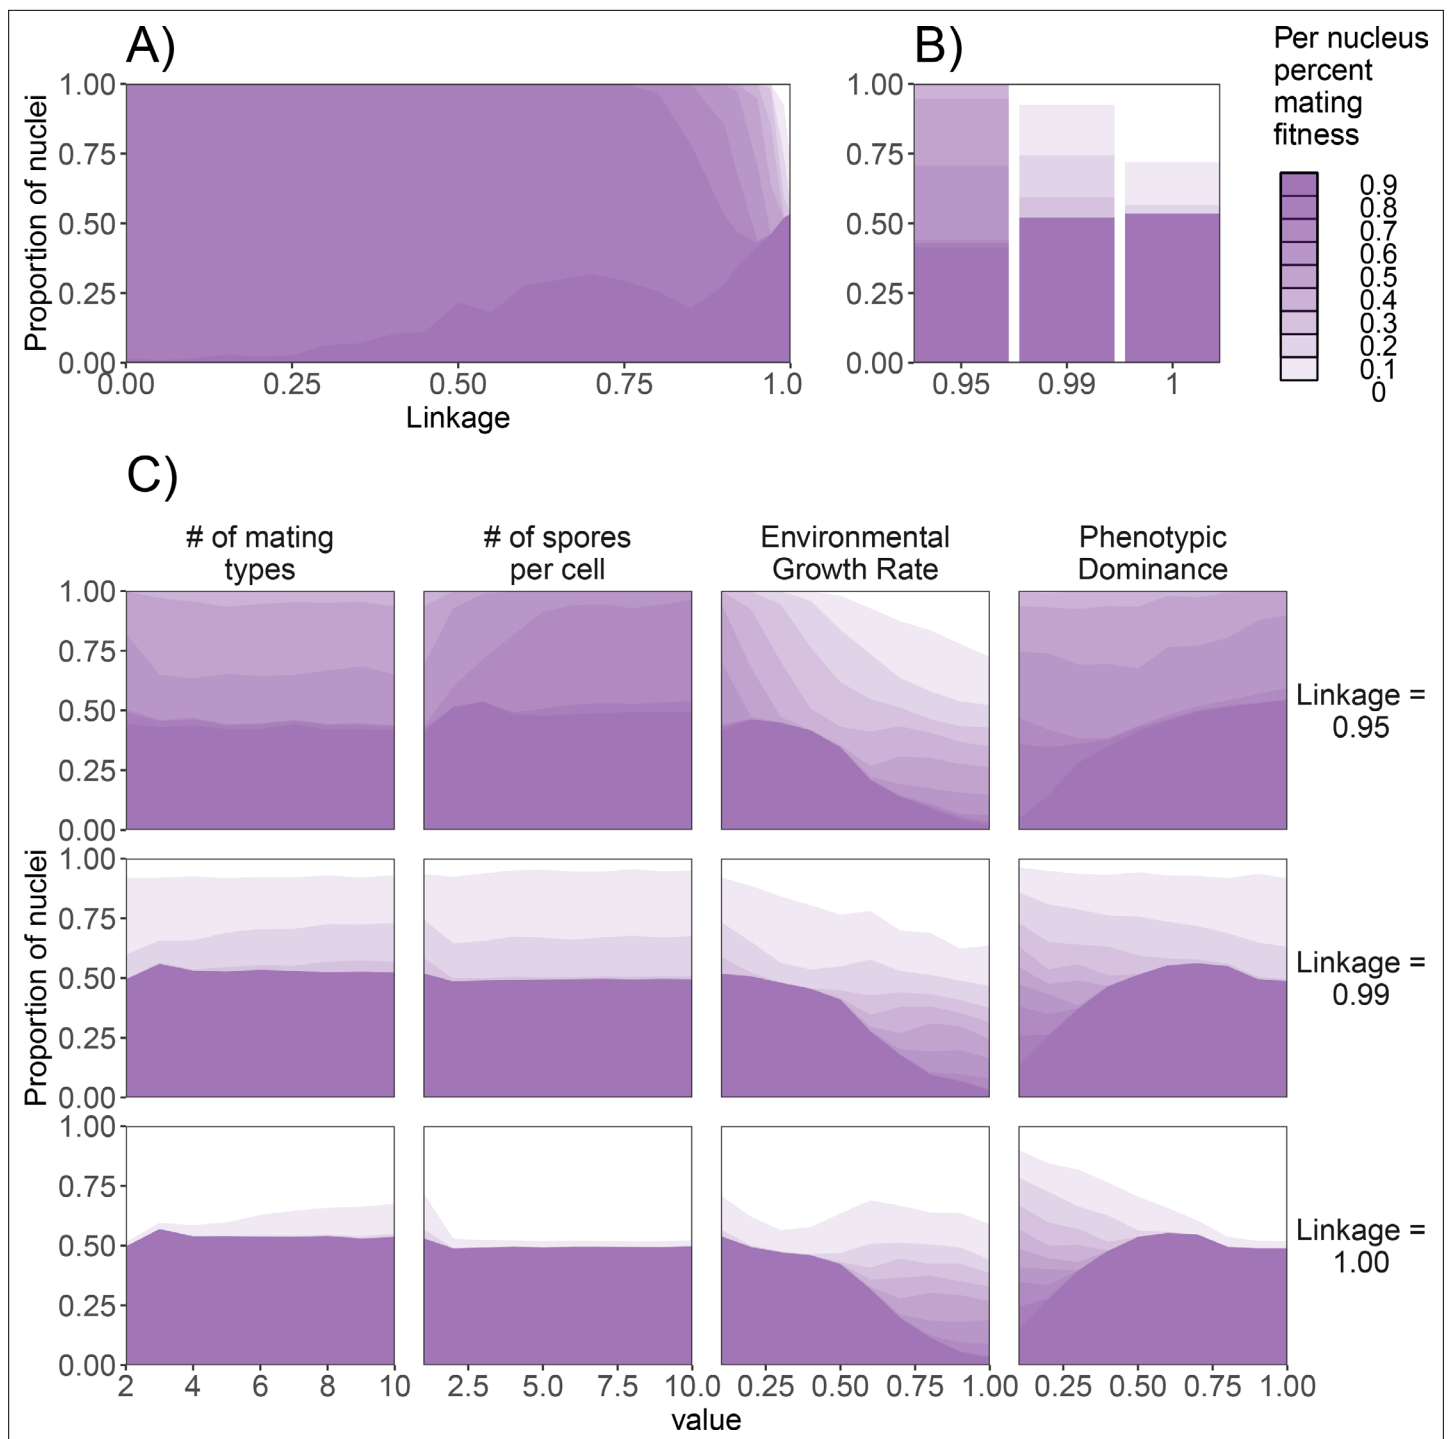 A)
B)
Per nucleus
percent
mating
fitness
Proportion of nuclei
1.00
0.75
0.50
0.25
0.00
0.00 0.25 0.50 0.75 1.0
Linkage
1.00
0.75
0.50
0.25
0.00
0.95 0.99 1
0.9
0.8
0.7
0.6
0.5
0.4
0.3
0.2
0.1
0
C)
# of mating
types
# of spores
per cell
Environmental
Growth Rate
Phenotypic
Dominance
1.00
0.75
0.50
0.25
0.00
Linkage =
0.95
Proportion of nuclei
1.00
0.75
0.50
0.25
0.00
Linkage =
0.99
1.00
0.75
0.50
0.25
0.00
Linkage =
1.00
2 4 6 8 10
2.5 5.0 7.5 10.0
0.25 0.50 0.75 1.00
0.25 0.50 0.75 1.00
value